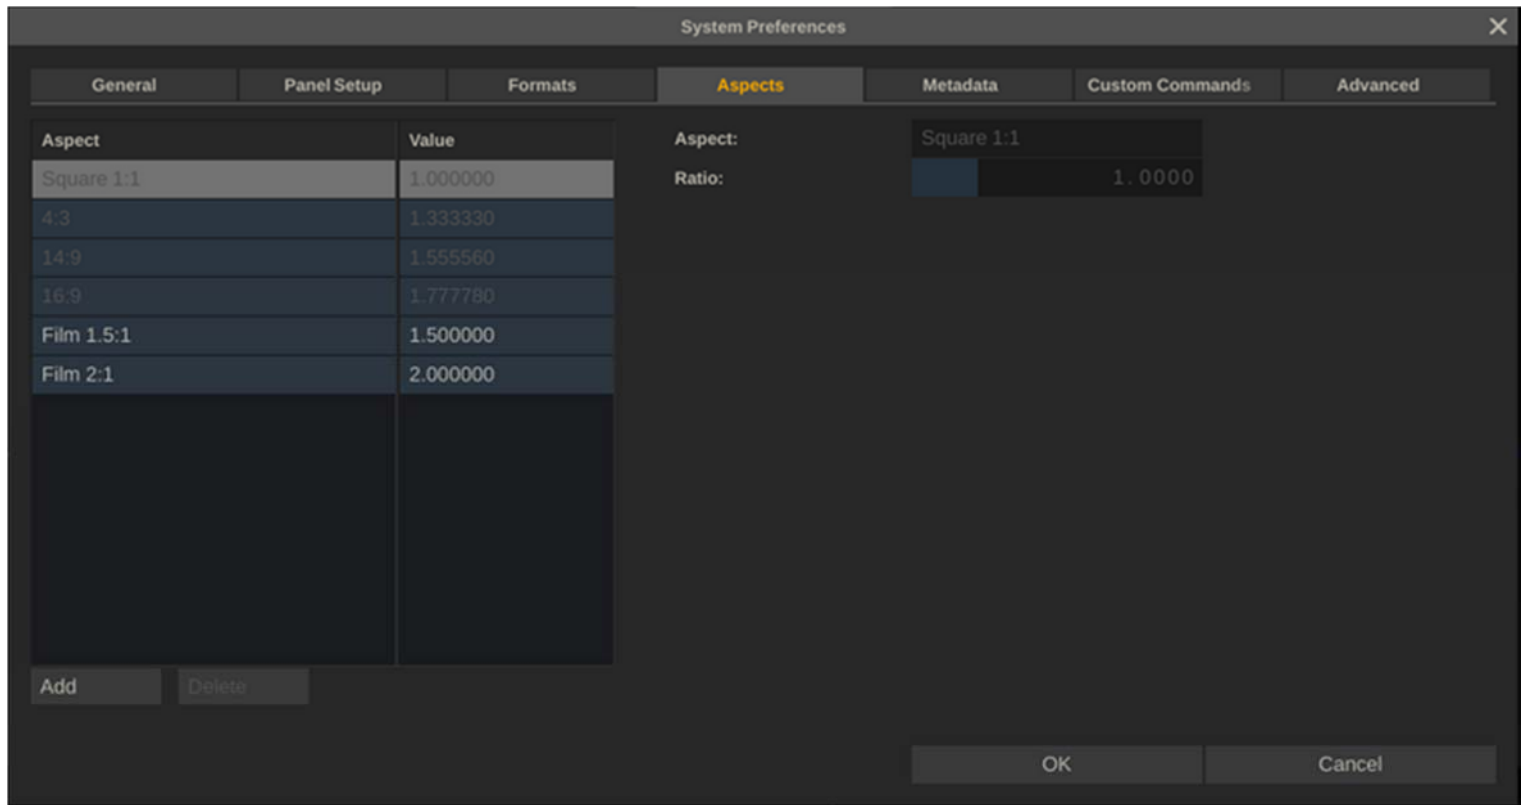 System Preferences
General Panel Setup Formats Aspects Metadata Custom Commands Advanced
Aspect Value
Square 1:1 1.000000
4:3 1.333330
14:9 1.555560
16:9 1.777780
Film 1.5:1 1.500000
Film 2:1 2.000000
Add Delete
Aspect: Square 1:1
Ratio: 1.0000
OK Cancel